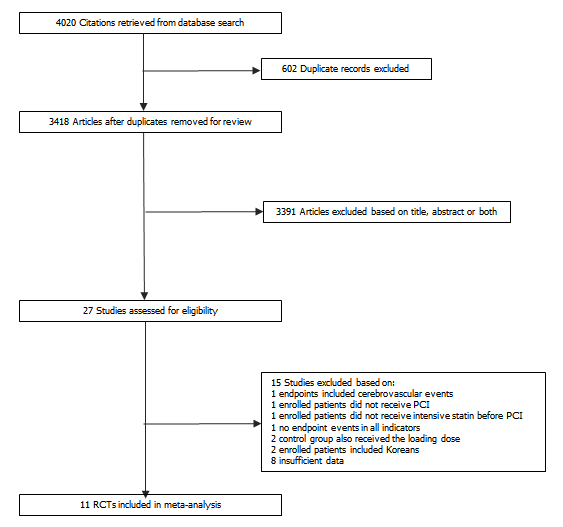 4020 Citations retrieved from database search
602 Duplicate records excluded
3418 Articles after duplicates removed for review
3391 Articles excluded based on title, abstract or both
27 Studies assessed for eligibility
15 Studies excluded based on:
1 endpoints included cerebrovascular events
1 enrolled patients did not receive PCI
1 enrolled patients did not receive intensive statin before PCI
1 no endpoint events in all indicators
2 control group also received the loading dose
2 enrolled patients included Koreans
8 insufficient data
11 RCTs included in meta-analysis